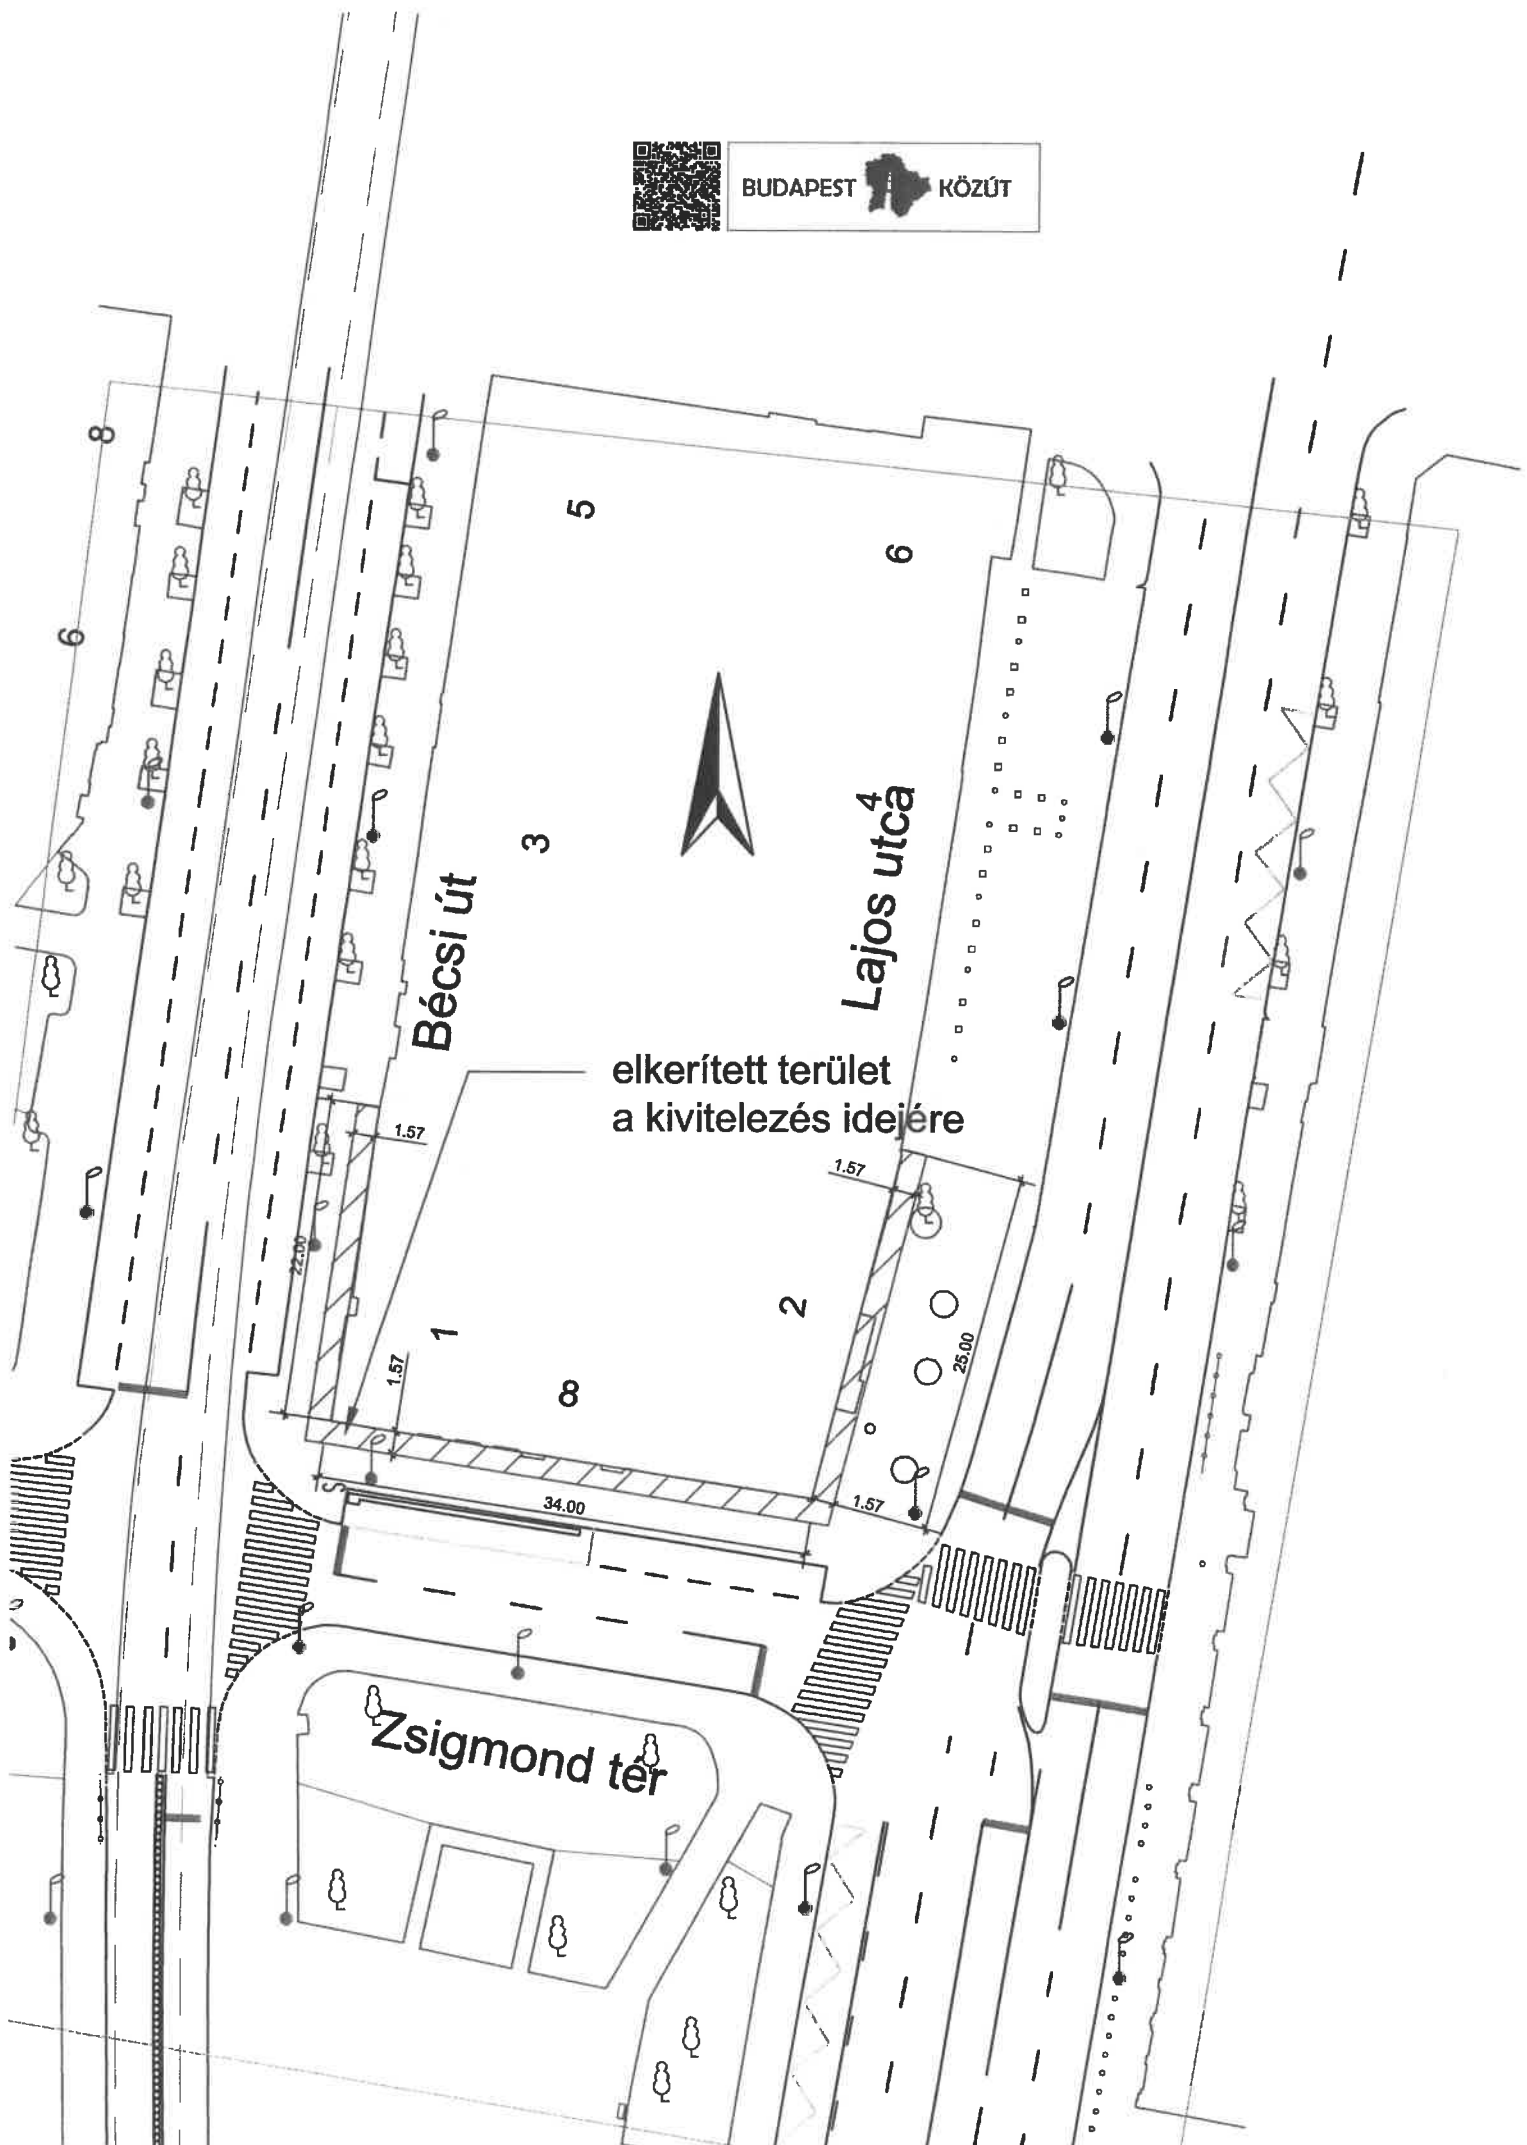 BUDAPEST KÖZÚT
8
5
6
6
3
4
Bécsi út
Lajos utca
elkerített terület
a kivitelezés idejére
1.57
1.57
22.00
1
2
1.57
8
25.00
34.00
1.57
Zsigmond tér